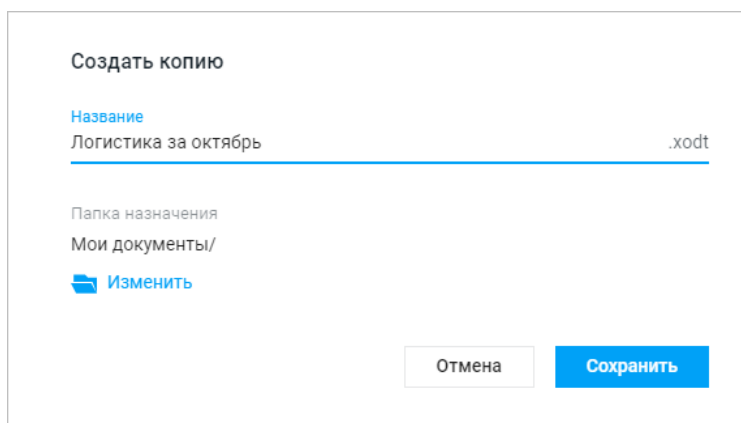 Создать копию
Название
Логистика за октябрь .xodt
Папка назначения
Мои документы/
Изменить
Отмена Сохранить